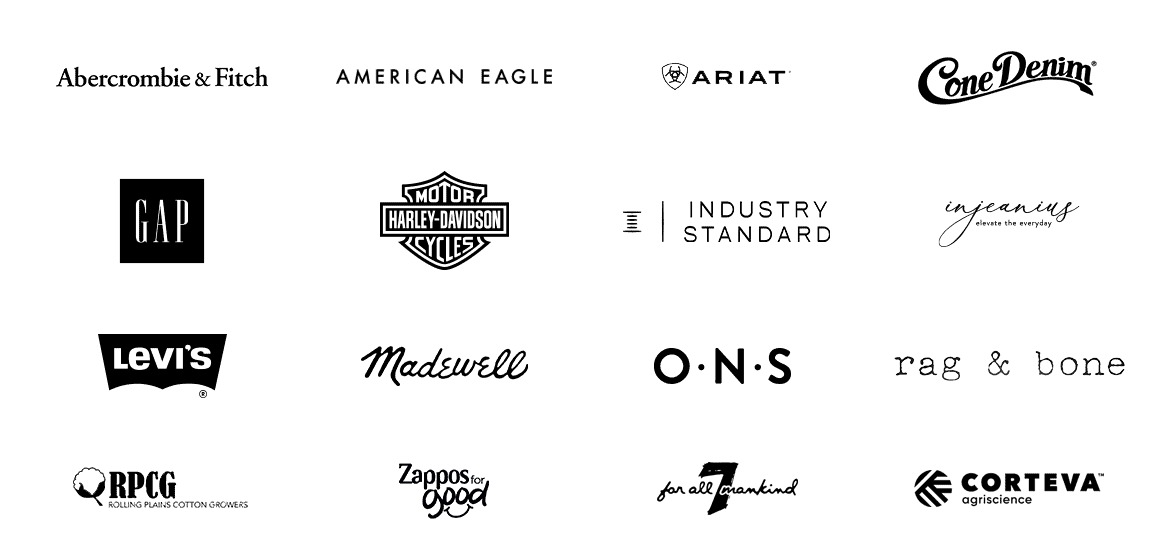 Abercrombie & Fitch
AMERICAN EAGLE
ARIAT
Cone Denim®
GAP
MOTOR
HARLEY-DAVIDSON
CYCLES
INDUSTRY
STANDARD
injeanius
elevate the everyday
LEVI'S
®
Madewell
O·N·S
rag & bone
RPCG
ROLLING PLAINS COTTON GROWERS
Zappos for
good
for all 7 mankind
CORTEVA™
agriscience